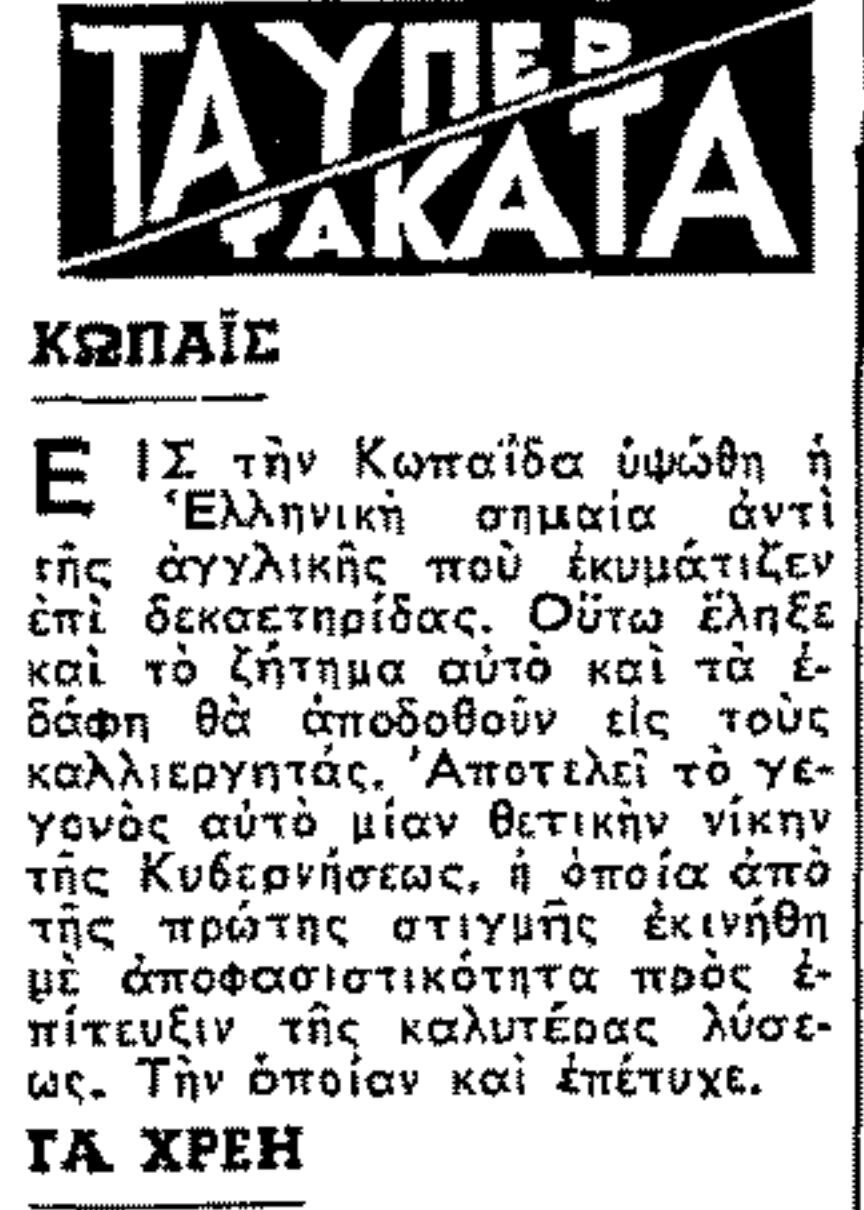 ΤΑ ΥΠΕΡ
ΤΑ ΚΑΤΑ
ΚΩΠΑΪΣ
ΕΙΣ τὴν Κωπαΐδα ὑψώθη ἡ
Ἑλληνικὴ σημαία ἀντὶ
τῆς ἀγγλικῆς ποὺ ἐκυμάτιζεν
ἐπὶ δεκαετηρίδας. Οὕτω ἔληξε
καὶ τὸ ζήτημα αὐτὸ καὶ τὰ ἐ-
δάφη θὰ ἀποδοθοῦν εἰς τοὺς
καλλιεργητάς. Ἀποτελεῖ τὸ γε-
γονὸς αὐτὸ μίαν θετικὴν νίκην
τῆς Κυβερνήσεως, ἡ ὁποία ἀπὸ
τῆς πρώτης στιγμῆς ἐκινήθη
μὲ ἀποφασιστικότητα πρὸς ἐ-
πίτευξιν τῆς καλυτέρας λύσε-
ως. Τὴν ὁποίαν καὶ ἐπέτυχε.
ΤΑ ΧΡΕΗ